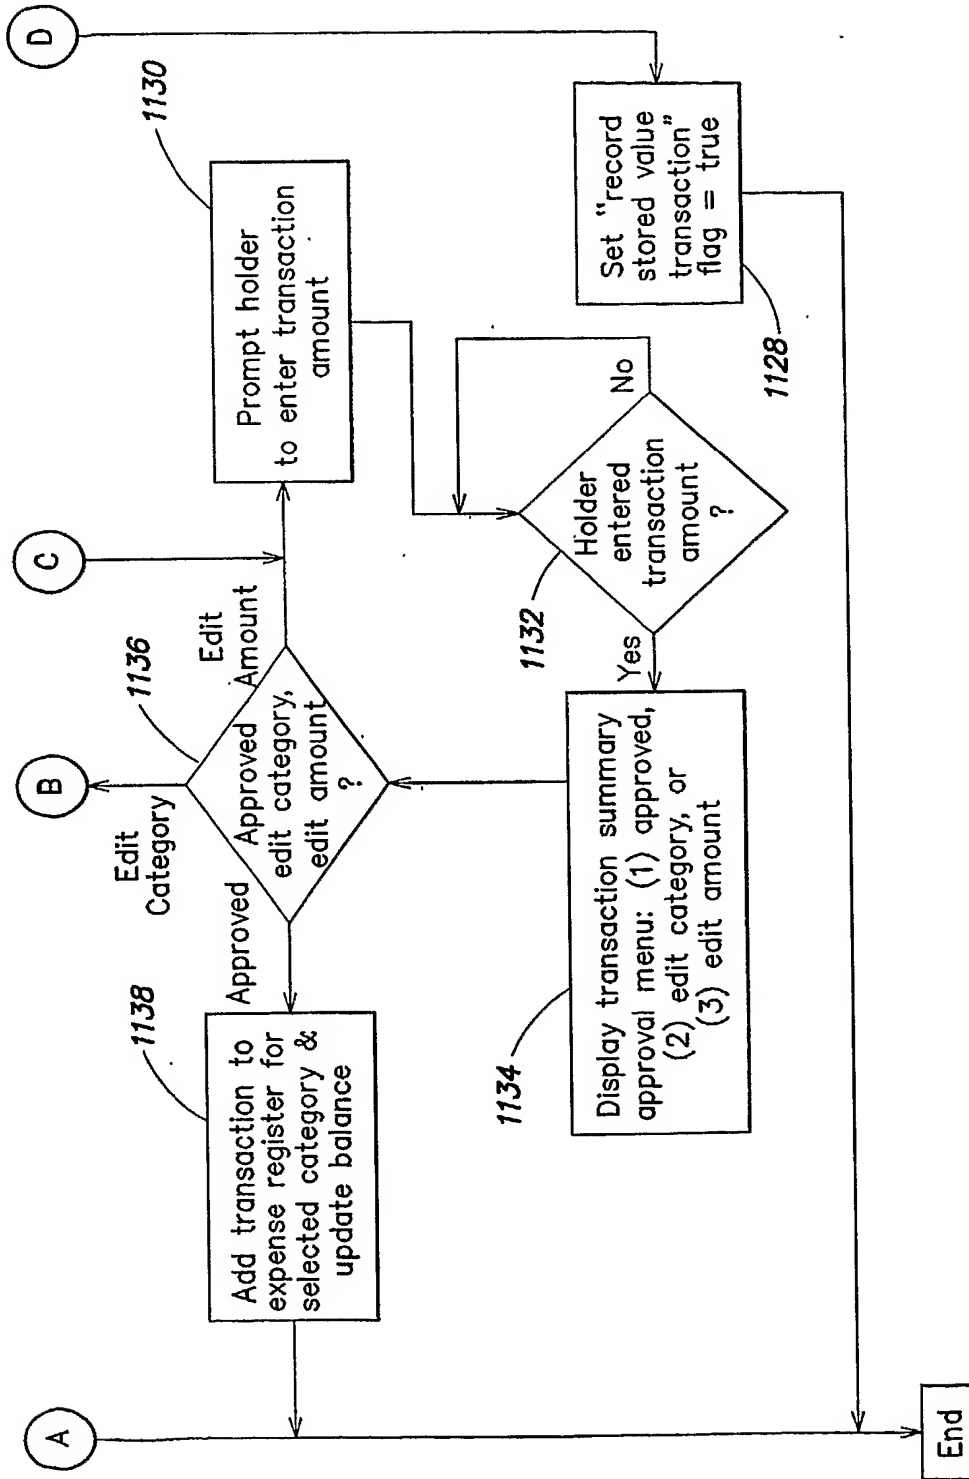 A
B
C
D
1138
Add transaction to
expense register for
selected category &
update balance
Approved
Edit
Category
1136
Approved
edit category,
edit amount
?
Edit
Amount
1130
Prompt holder
to enter transaction
amount
1134
Display transaction summary
approval menu: (1) approved,
(2) edit category, or
(3) edit amount
Yes
1132
Holder
entered
transaction
amount
?
No
Set "record
stored value
transaction"
flag = true
1128
End